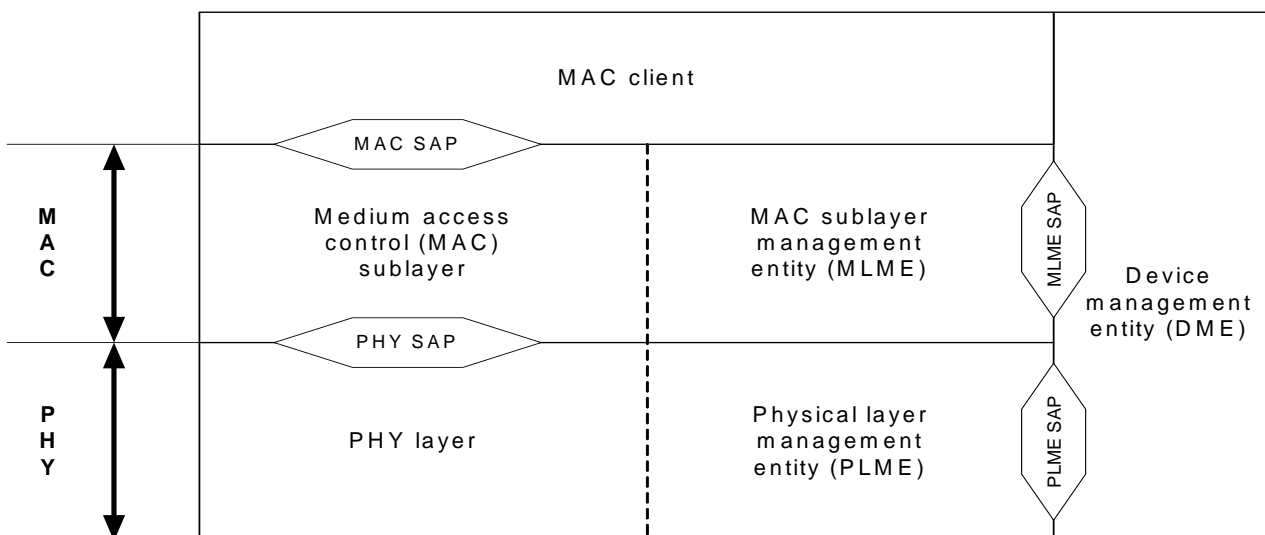 MAC client
MAC SAP
M
A
C
Medium access
control (MAC)
sublayer
MAC sublayer
management
entity (MLME)
MLME SAP
Device
management
entity (DME)
PHY SAP
P
H
Y
PHY layer
Physical layer
management
entity (PLME)
PLME SAP